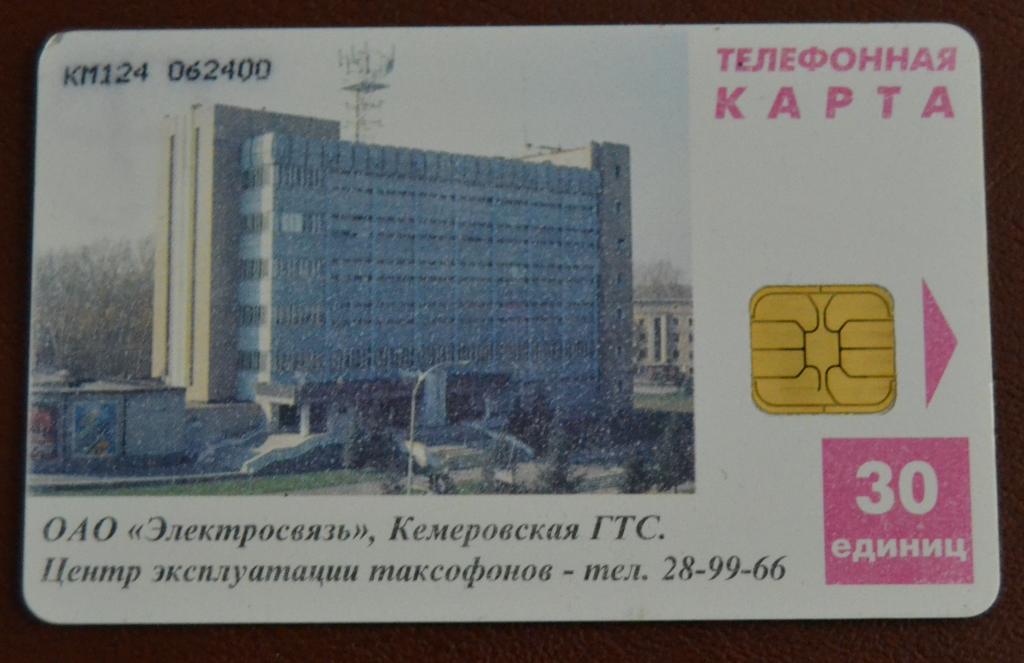 КМ124 062400
ТЕЛЕФОННАЯ
КАРТА
30
единиц
ОАО «Электросвязь», Кемеровская ГТС.
Центр эксплуатации таксофонов - тел. 28-99-66